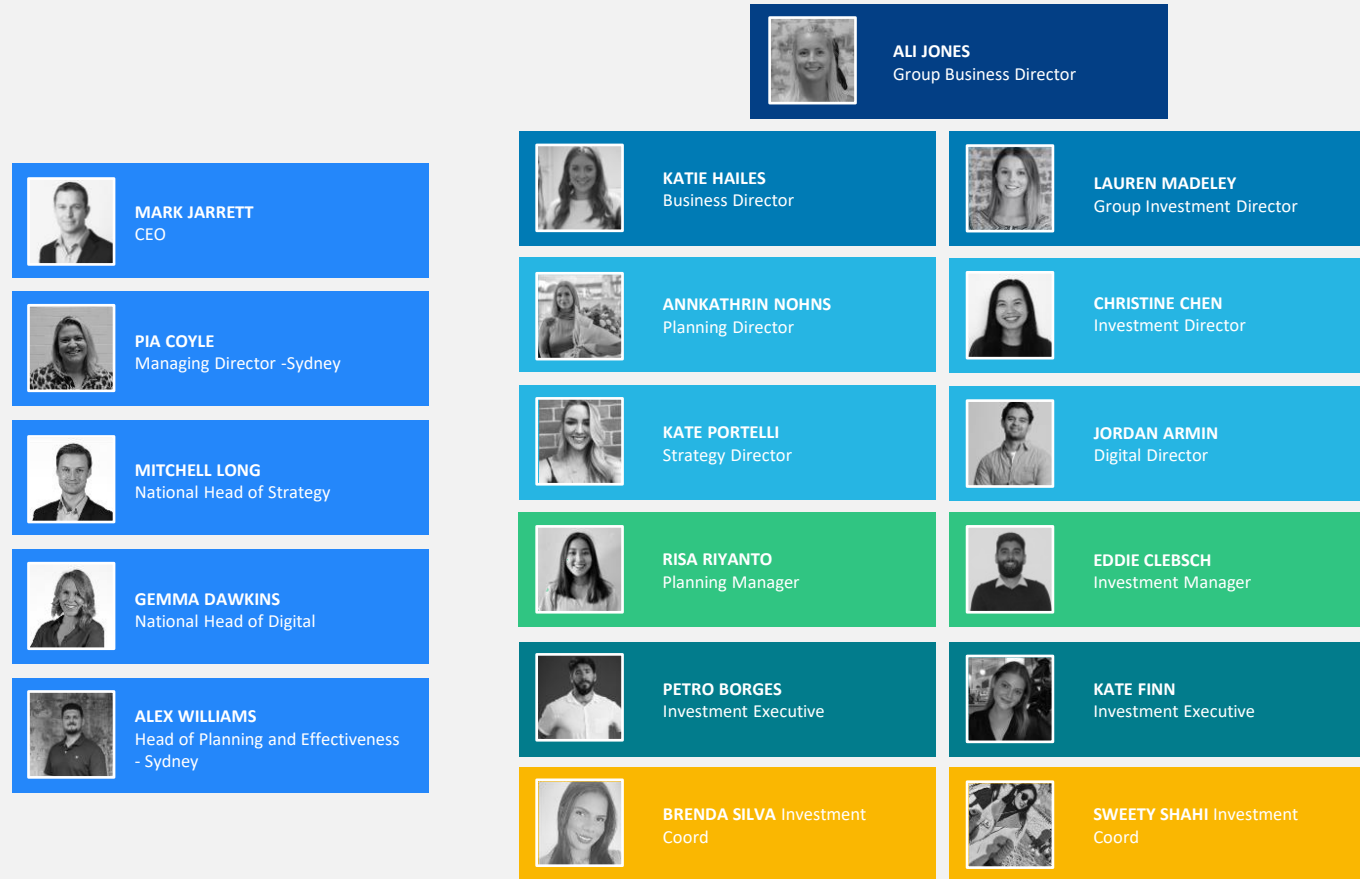 ALI JONES
Group Business Director
MARK JARRETT
CEO
PIA COYLE
Managing Director -Sydney
MITCHELL LONG
National Head of Strategy
GEMMA DAWKINS
National Head of Digital
ALEX WILLIAMS
Head of Planning and Effectiveness
- Sydney
KATIE HAILES
Business Director
ANNKATHRIN NOHNS
Planning Director
KATE PORTELLI
Strategy Director
RISA RIYANTO
Planning Manager
PETRO BORGES
Investment Executive
BRENDA SILVA Investment
Coord
LAUREN MADELEY
Group Investment Director
CHRISTINE CHEN
Investment Director
JORDAN ARMIN
Digital Director
EDDIE CLEBSCH
Investment Manager
KATE FINN
Investment Executive
SWEETY SHAHI Investment
Coord